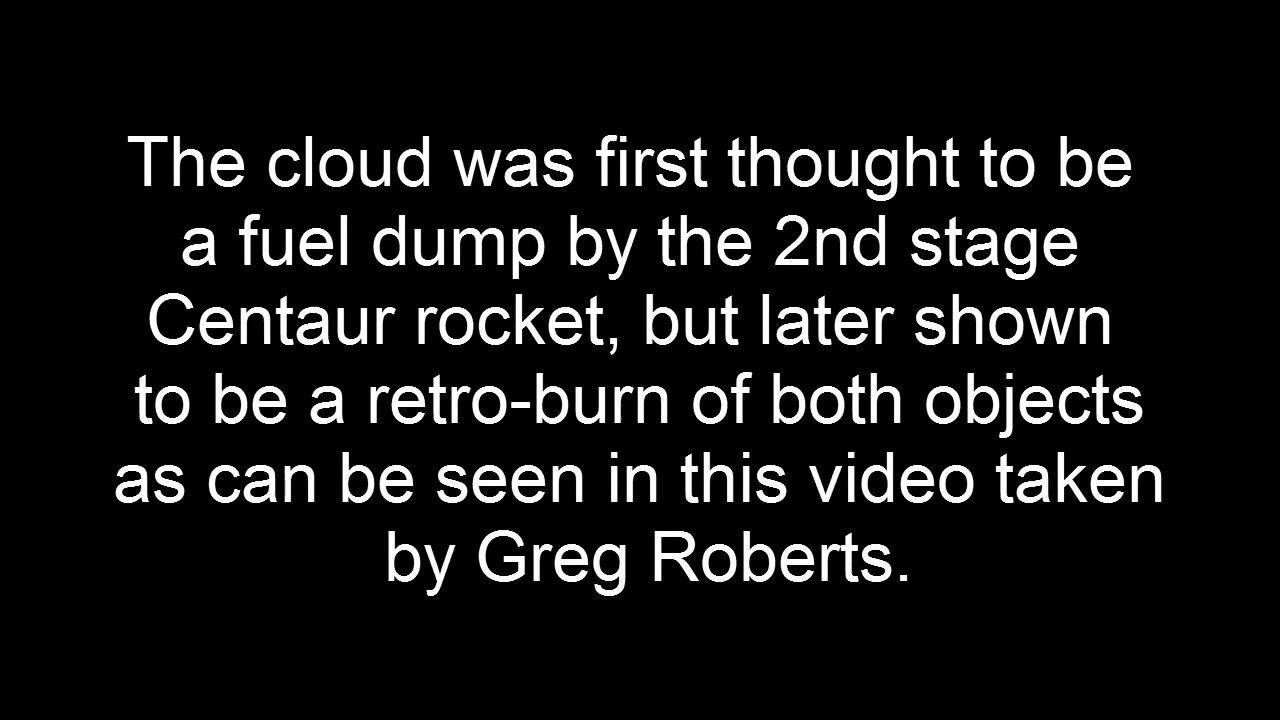 The cloud was first thought to be
a fuel dump by the 2nd stage
Centaur rocket, but later shown
to be a retro-burn of both objects
as can be seen in this video taken
by Greg Roberts.